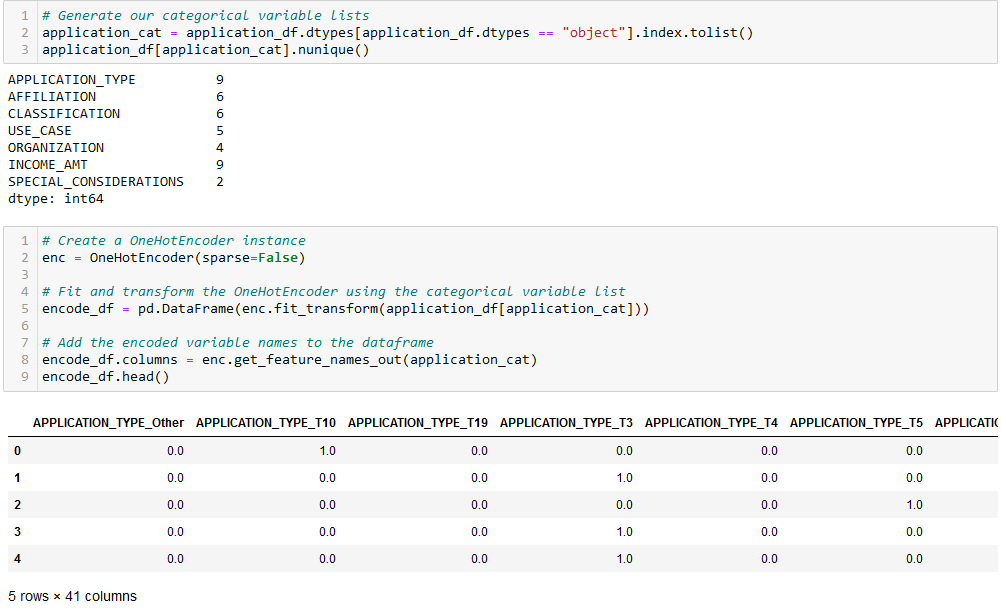 1 # Generate our categorical variable lists
2 application_cat = application_df.dtypes[application_df.dtypes == "object"].index.tolist()
3 application_df[application_cat].nunique()
APPLICATION_TYPE 9
AFFILIATION 6
CLASSIFICATION 6
USE_CASE 5
ORGANIZATION 4
INCOME_AMT 9
SPECIAL_CONSIDERATIONS 2
dtype: int64
1 # Create a OneHotEncoder instance
2 enc = OneHotEncoder(sparse=False)
3
4 # Fit and transform the OneHotEncoder using the categorical variable list
5 encode_df = pd.DataFrame(enc.fit_transform(application_df[application_cat]))
6
7 # Add the encoded variable names to the dataframe
8 encode_df.columns = enc.get_feature_names_out(application_cat)
9 encode_df.head()
APPLICATION_TYPE_Other APPLICATION_TYPE_T10 APPLICATION_TYPE_T19 APPLICATION_TYPE_T3 APPLICATION_TYPE_T4 APPLICATION_TYPE_T5 APPLICATIO
0 0.0 1.0 0.0 0.0 0.0 0.0
1 0.0 0.0 0.0 1.0 0.0 0.0
2 0.0 0.0 0.0 0.0 0.0 1.0
3 0.0 0.0 0.0 1.0 0.0 0.0
4 0.0 0.0 0.0 1.0 0.0 0.0
5 rows × 41 columns